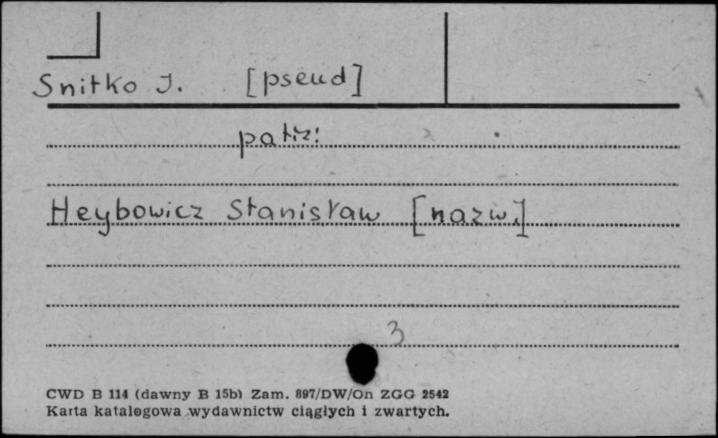 Snitko J. [pseud]
patrz:
Heybowicz Stanisław [nazw.]
3
CWD B 114 (dawny B 15b) Zam. 897/DW/On ZGG 2542
Karta katalogowa wydawnictw ciągłych i zwartych.